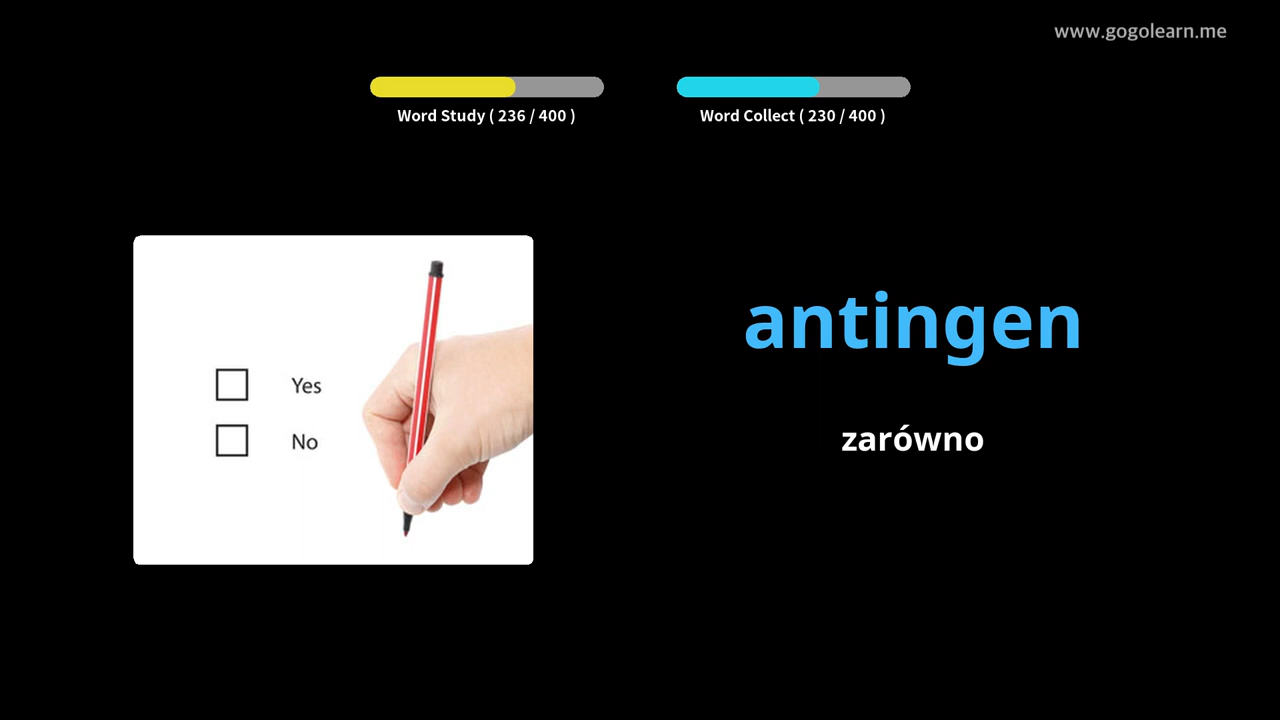 www.gogolearn.me
Word Study ( 236 / 400 )
Word Collect ( 230 / 400 )
Yes
No
antingen
zarówno